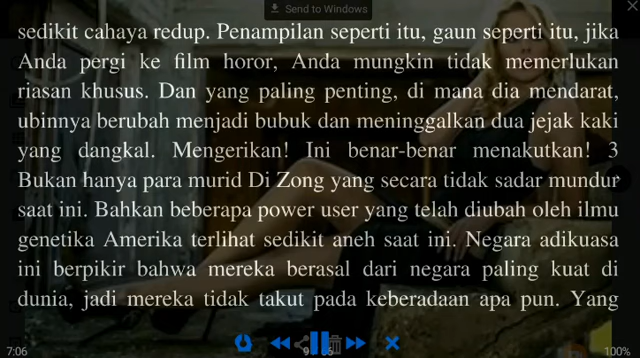 Send to Windows
sedikit cahaya redup. Penampilan seperti itu, gaun seperti itu, jika
Anda pergi ke film horor, Anda mungkin tidak memerlukan
riasan khusus. Dan yang paling penting, di mana dia mendarat,
ubinnya berubah menjadi bubuk dan meninggalkan dua jejak kaki
yang dangkal. Mengerikan! Ini benar-benar menakutkan! 3
Bukan hanya para murid Di Zong yang secara tidak sadar mundur
saat ini. Bahkan beberapa power user yang telah diubah oleh ilmu
genetika Amerika terlihat sedikit aneh saat ini. Negara adikuasa
ini berpikir bahwa mereka berasal dari negara paling kuat di
dunia, jadi mereka tidak takut pada keberadaan apa pun. Yang
7:06
100%